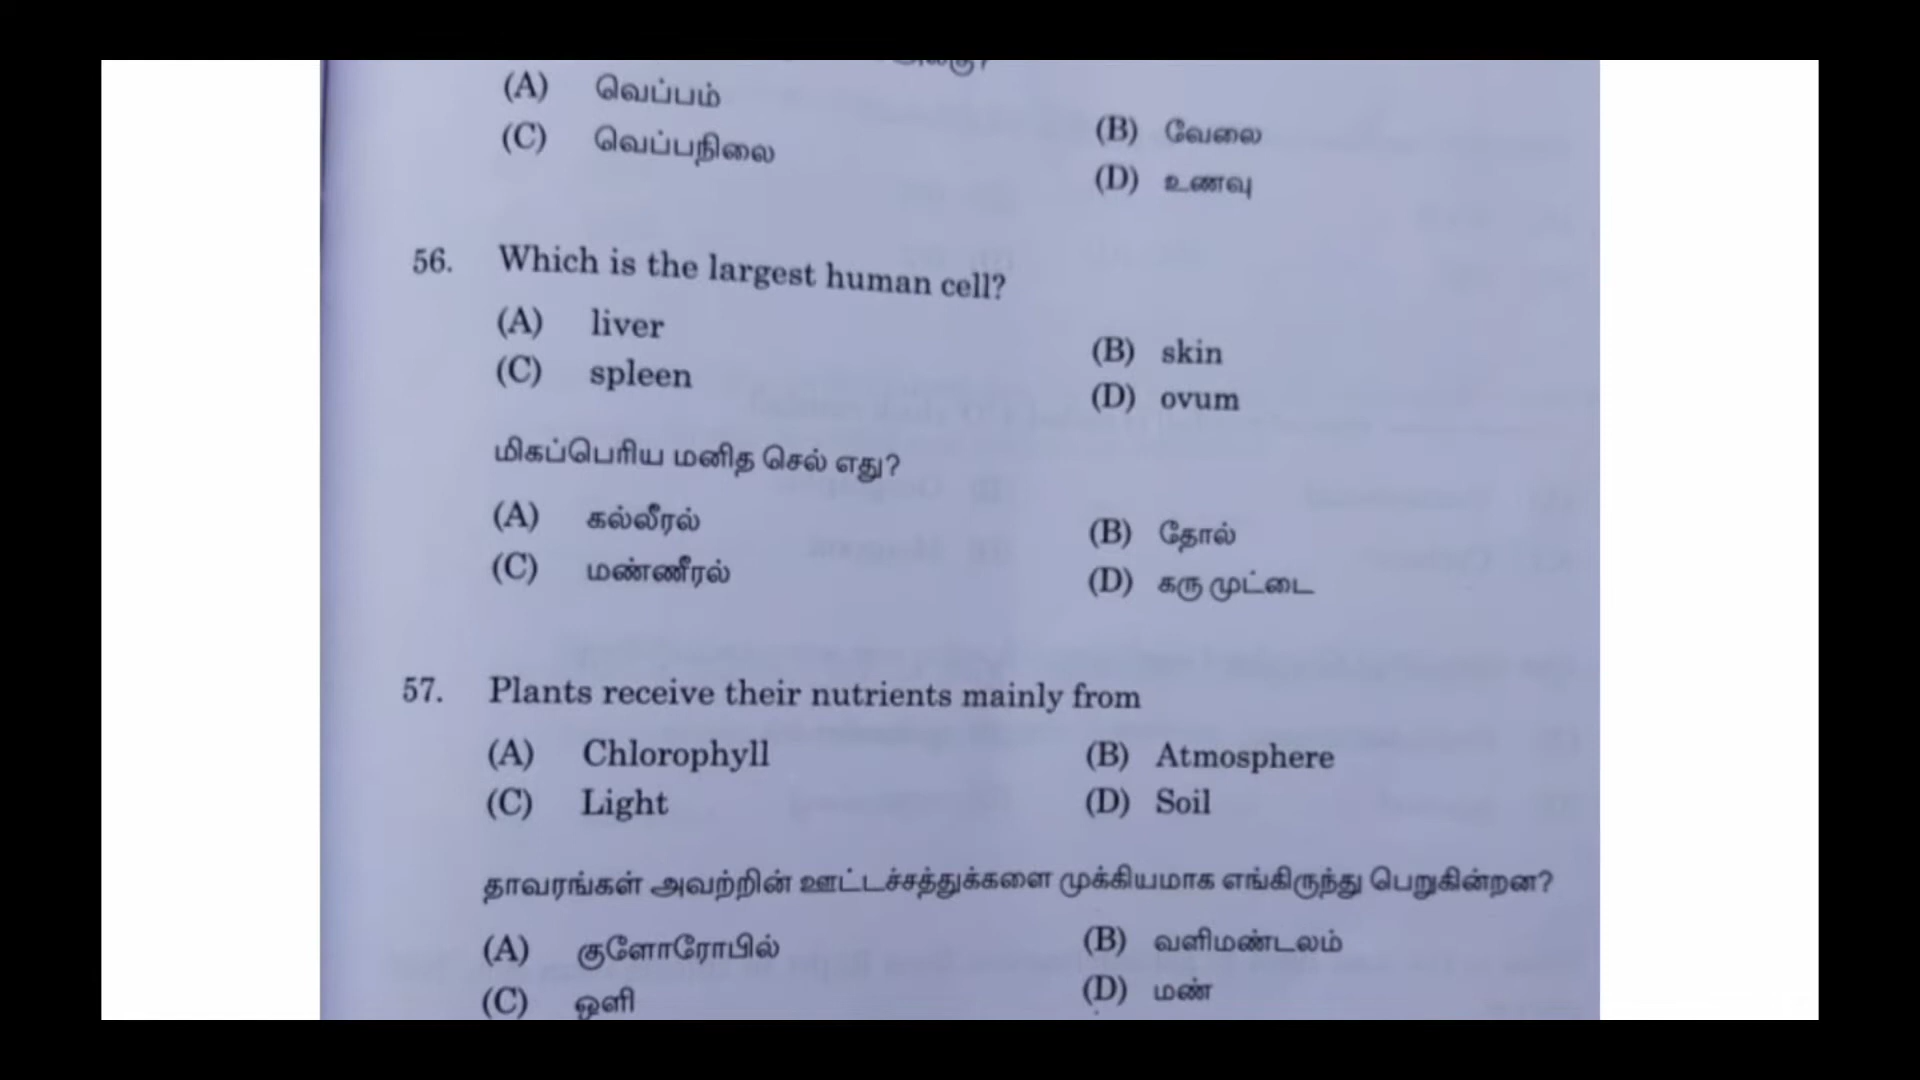 (A) வெப்பம்
(B) வேலை
(C) வெப்பநிலை
(D) உணவு
56. Which is the largest human cell?
(A) liver
(B) skin
(C) spleen
(D) ovum
மிகப்பெரிய மனித செல் எது?
(A) கல்லீரல்
(B) தோல்
(C) மண்ணீரல்
(D) கரு முட்டை
57. Plants receive their nutrients mainly from
(A) Chlorophyll
(B) Atmosphere
(C) Light
(D) Soil
தாவரங்கள் அவற்றின் ஊட்டச்சத்துக்களை முக்கியமாக எங்கிருந்து பெறுகின்றன?
(A) குளோரோபில்
(B) வளிமண்டலம்
(C) ஒளி
(D) மண்